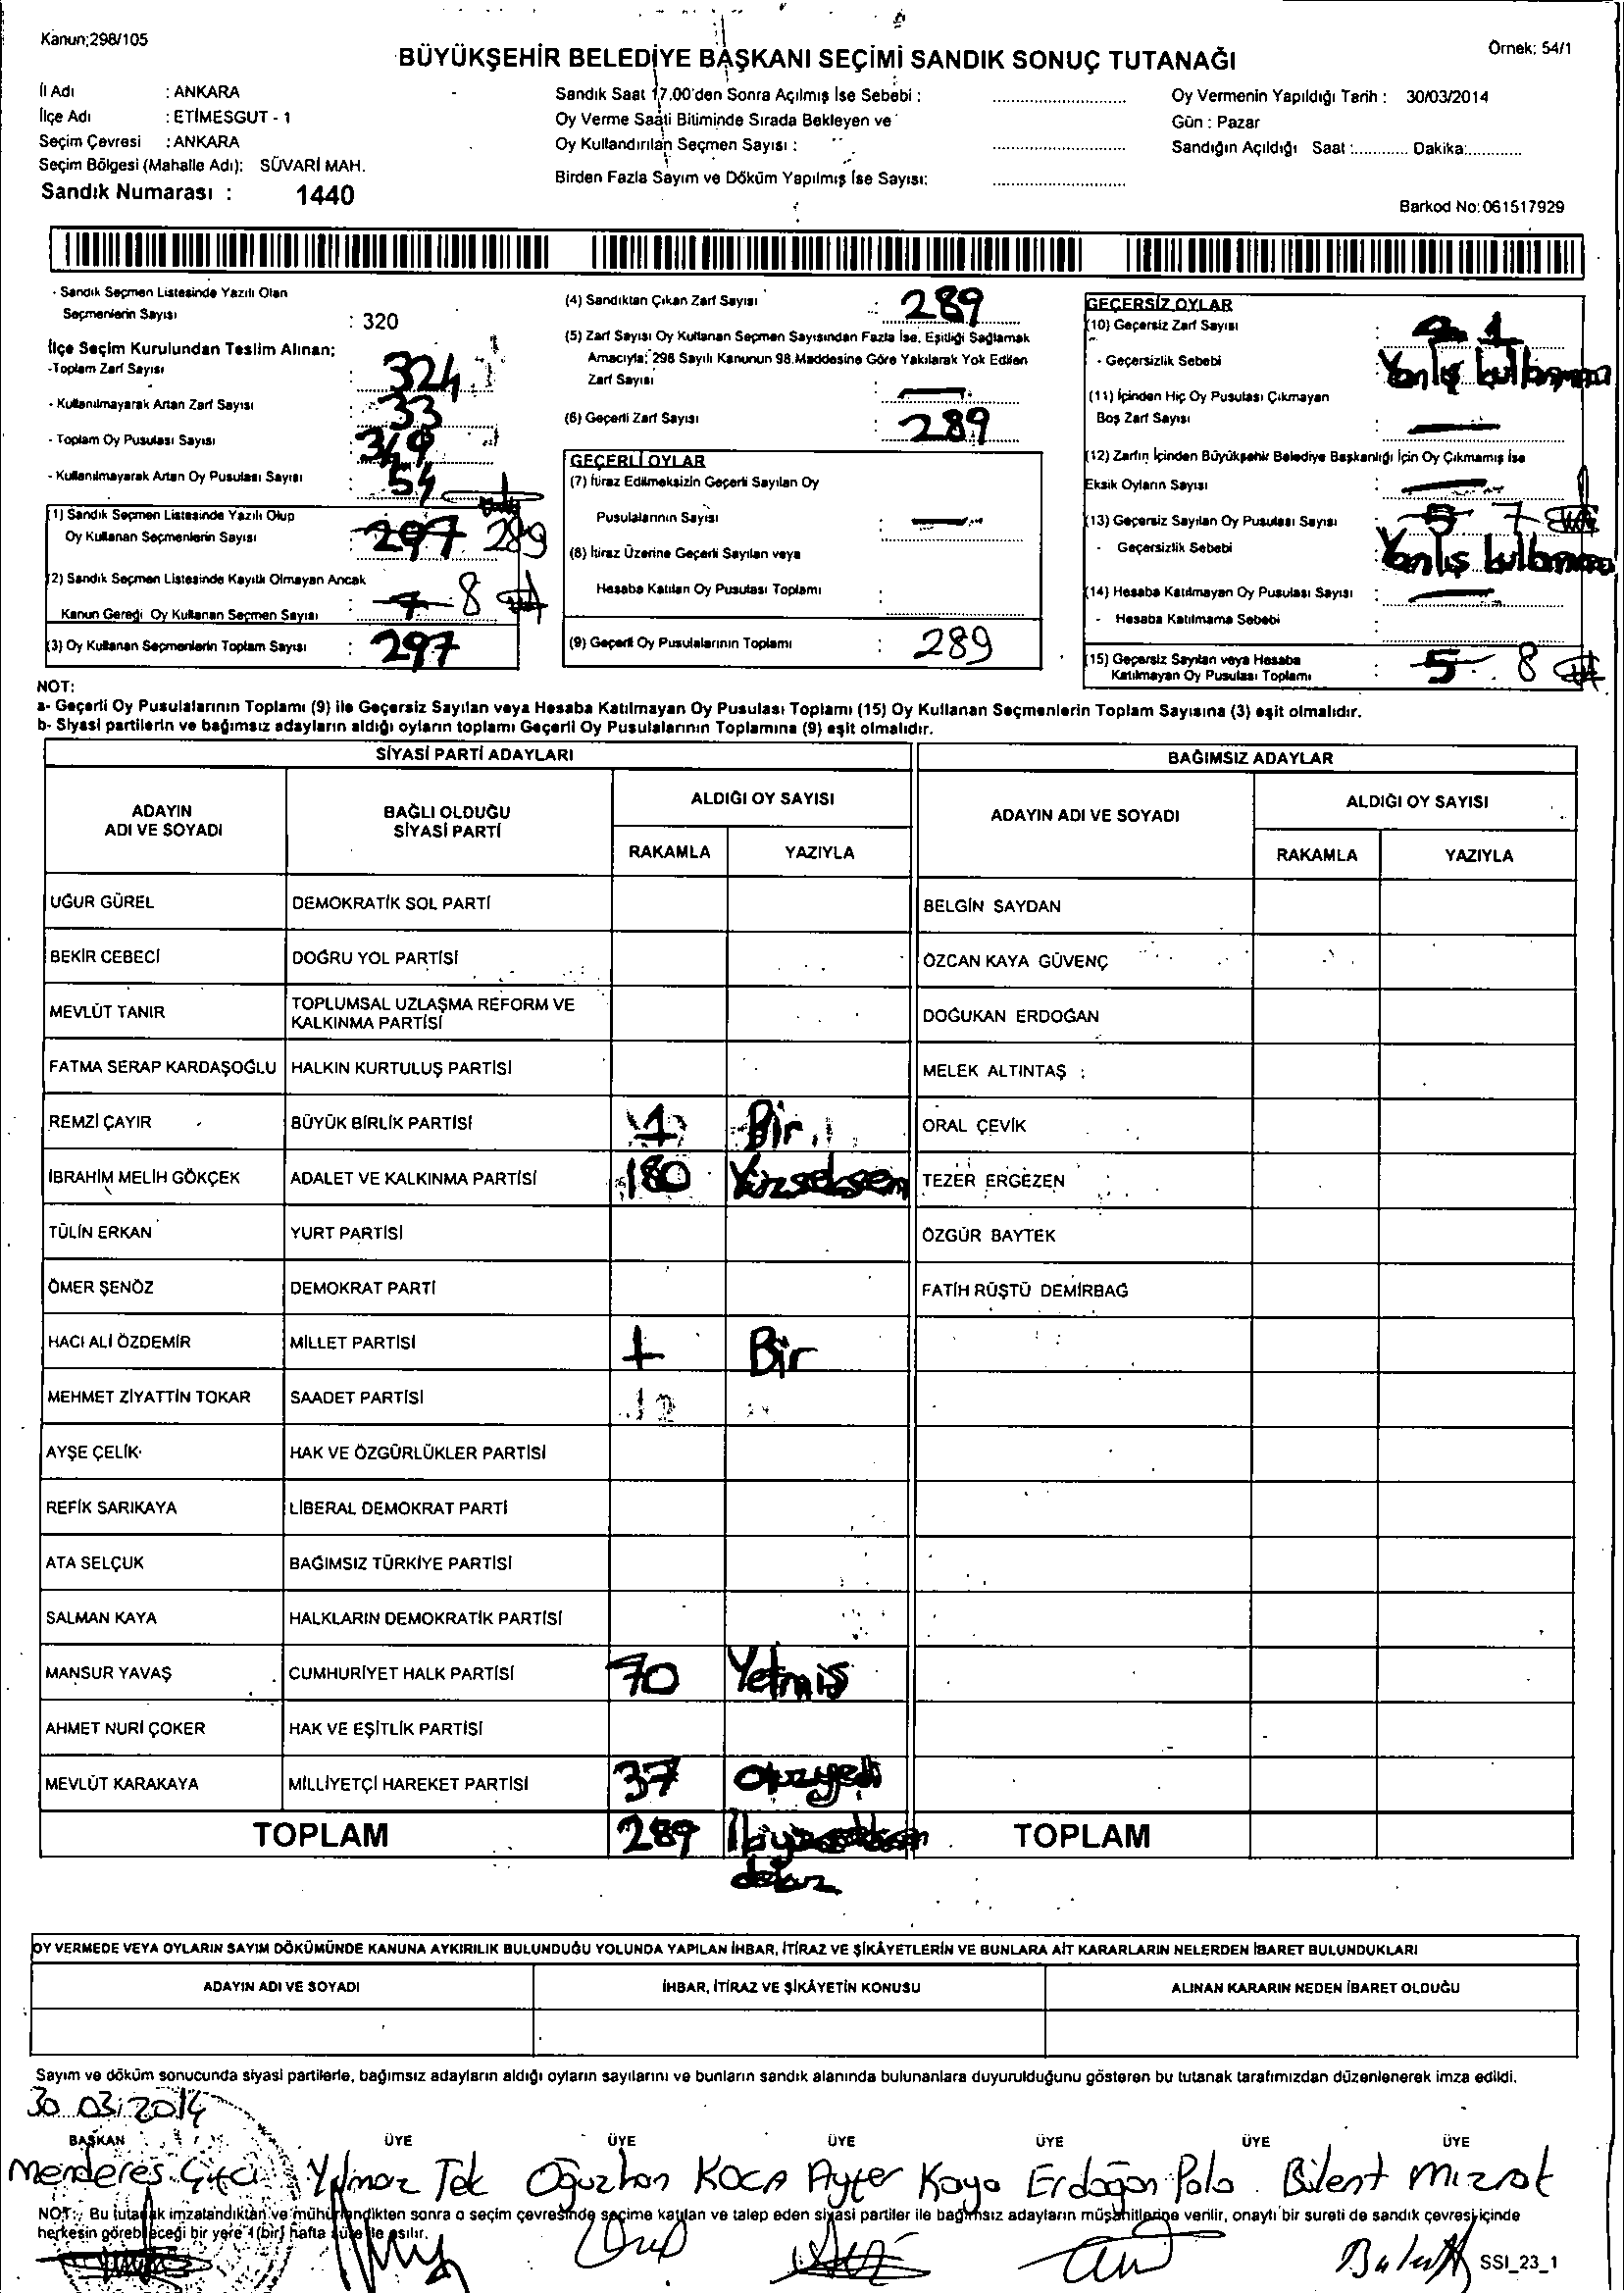 Kanun;298/105
Örnek: 54/1
BÜYÜKŞEHİR BELEDİYE BAŞKANI SEÇİMİ SANDIK SONUÇ TUTANAĞI
İl Adı : ANKARA
İlçe Adı : ETİMESGUT - 1
Seçim Çevresi : ANKARA
Seçim Bölgesi (Mahalle Adı): SÜVARİ MAH.
Sandık Numarası : 1440
Sandık Saat 17.00'den Sonra Açılmış İse Sebebi :
Oy Verme Saati Bitiminde Sırada Bekleyen ve
Oy Kullandırılan Seçmen Sayısı :
Birden Fazla Sayım ve Döküm Yapılmış İse Sayısı:
Oy Vermenin Yapıldığı Tarih : 30/03/2014
Gün : Pazar
Sandığın Açıldığı Saat :............ Dakika:............
Barkod No:061517929
- Sandık Seçmen Listesinde Yazılı Olan
Seçmenlerin Sayısı : 320
İlçe Seçim Kurulundan Teslim Alınan;
-Toplam Zarf Sayısı : 324
- Kullanılmayarak Artan Zarf Sayısı : 33
- Toplam Oy Pusulası Sayısı : 349
- Kullanılmayarak Artan Oy Pusulası Sayısı : 54
(1) Sandık Seçmen Listesinde Yazılı Olup
Oy Kullanan Seçmenlerin Sayısı : 297 289
(2) Sandık Seçmen Listesinde Kayıtlı Olmayan Ancak
Kanun Gereği Oy Kullanan Seçmen Sayısı : 7 8
(3) Oy Kullanan Seçmenlerin Toplam Sayısı : 297
(4) Sandıktan Çıkan Zarf Sayısı : 289
(5) Zarf Sayısı Oy Kullanan Seçmen Sayısından Fazla İse, Eşitliği Sağlamak
Amacıyla; 298 Sayılı Kanunun 98.Maddesine Göre Yakılarak Yok Edilen
Zarf Sayısı : —
(6) Geçerli Zarf Sayısı : 289
GEÇERLİ OYLAR
(7) İtiraz Edilmeksizin Geçerli Sayılan Oy
Pusulalarının Sayısı : —
(8) İtiraz Üzerine Geçerli Sayılan veya
Hesaba Katılan Oy Pusulası Toplamı :
(9) Geçerli Oy Pusulalarının Toplamı : 289
GEÇERSİZ OYLAR
(10) Geçersiz Zarf Sayısı : 1
- Geçersizlik Sebebi : Yanlış kullanma
(11) İçinden Hiç Oy Pusulası Çıkmayan
Boş Zarf Sayısı : —
(12) Zarfın İçinden Büyükşehir Belediye Başkanlığı İçin Oy Çıkmamış İse
Eksik Oyların Sayısı : —
(13) Geçersiz Sayılan Oy Pusulası Sayısı : 5 7
- Geçersizlik Sebebi : Yanlış kullanma
(14) Hesaba Katılmayan Oy Pusulası Sayısı : —
- Hesaba Katılmama Sebebi :
(15) Geçersiz Sayılan veya Hesaba
Katılmayan Oy Pusulası Toplamı : 5 8
NOT:
a- Geçerli Oy Pusulalarının Toplamı (9) ile Geçersiz Sayılan veya Hesaba Katılmayan Oy Pusulası Toplamı (15) Oy Kullanan Seçmenlerin Toplam Sayısına (3) eşit olmalıdır.
b- Siyasi partilerin ve bağımsız adayların aldığı oyların toplamı Geçerli Oy Pusulalarının Toplamına (9) eşit olmalıdır.
SİYASİ PARTİ ADAYLARI
BAĞIMSIZ ADAYLAR
ADAYIN ADI VE SOYADI
BAĞLI OLDUĞU SİYASİ PARTİ
ALDIĞI OY SAYISI
RAKAMLA YAZIYLA
ADAYIN ADI VE SOYADI
ALDIĞI OY SAYISI
RAKAMLA YAZIYLA
UĞUR GÜREL DEMOKRATİK SOL PARTİ BELGİN SAYDAN
BEKİR CEBECİ DOĞRU YOL PARTİSİ ÖZCAN KAYA GÜVENÇ
MEVLÜT TANIR TOPLUMSAL UZLAŞMA REFORM VE KALKINMA PARTİSİ DOĞUKAN ERDOĞAN
FATMA SERAP KARDAŞOĞLU HALKIN KURTULUŞ PARTİSİ MELEK ALTINTAŞ
REMZİ ÇAYIR BÜYÜK BİRLİK PARTİSİ 1 Bir ORAL ÇEVİK
İBRAHİM MELİH GÖKÇEK ADALET VE KALKINMA PARTİSİ 180 Yüzseksen TEZER ERGEZEN
TÜLİN ERKAN YURT PARTİSİ ÖZGÜR BAYTEK
ÖMER ŞENÖZ DEMOKRAT PARTİ FATİH RÜŞTÜ DEMİRBAĞ
HACI ALİ ÖZDEMİR MİLLET PARTİSİ 1 Bir
MEHMET ZİYATTİN TOKAR SAADET PARTİSİ
AYŞE ÇELİK HAK VE ÖZGÜRLÜKLER PARTİSİ
REFİK SARIKAYA LİBERAL DEMOKRAT PARTİ
ATA SELÇUK BAĞIMSIZ TÜRKİYE PARTİSİ
SALMAN KAYA HALKLARIN DEMOKRATİK PARTİSİ
MANSUR YAVAŞ CUMHURİYET HALK PARTİSİ 70 Yetmiş
AHMET NURİ ÇOKER HAK VE EŞİTLİK PARTİSİ
MEVLÜT KARAKAYA MİLLİYETÇİ HAREKET PARTİSİ 37 Otuzyedi
TOPLAM 289 İkiyüzseksen TOPLAM
dokuz
OY VERMEDE VEYA OYLARIN SAYIM DÖKÜMÜNDE KANUNA AYKIRILIK BULUNDUĞU YOLUNDA YAPILAN İHBAR, İTİRAZ VE ŞİKÂYETLERİN VE BUNLARA AİT KARARLARIN NELERDEN İBARET BULUNDUKLARI
ADAYIN ADI VE SOYADI İHBAR, İTİRAZ VE ŞİKÂYETİN KONUSU ALINAN KARARIN NEDEN İBARET OLDUĞU
Sayım ve döküm sonucunda siyasi partilerle, bağımsız adayların aldığı oyların sayılarını ve bunların sandık alanında bulunanlara duyurulduğunu gösteren bu tutanak tarafımızdan düzenlenerek imza edildi.
30.03.2014
BAŞKAN ÜYE ÜYE ÜYE ÜYE ÜYE ÜYE
Menderes Çiftçi Yılmaz Tek Oğuzhan KOCA Ayter Kaya Erdoğan Pola Bülent Mızrak
NOT: Bu tutanak imzalandıktan ve mühürlendikten sonra o seçim çevresinde seçime katılan ve talep eden siyasi partiler ile bağımsız adayların müşahitlerine verilir, onaylı bir sureti de sandık çevresi içinde
herkesin görebileceği bir yere 1 (bir) hafta süre ile asılır.
SSI_23_1